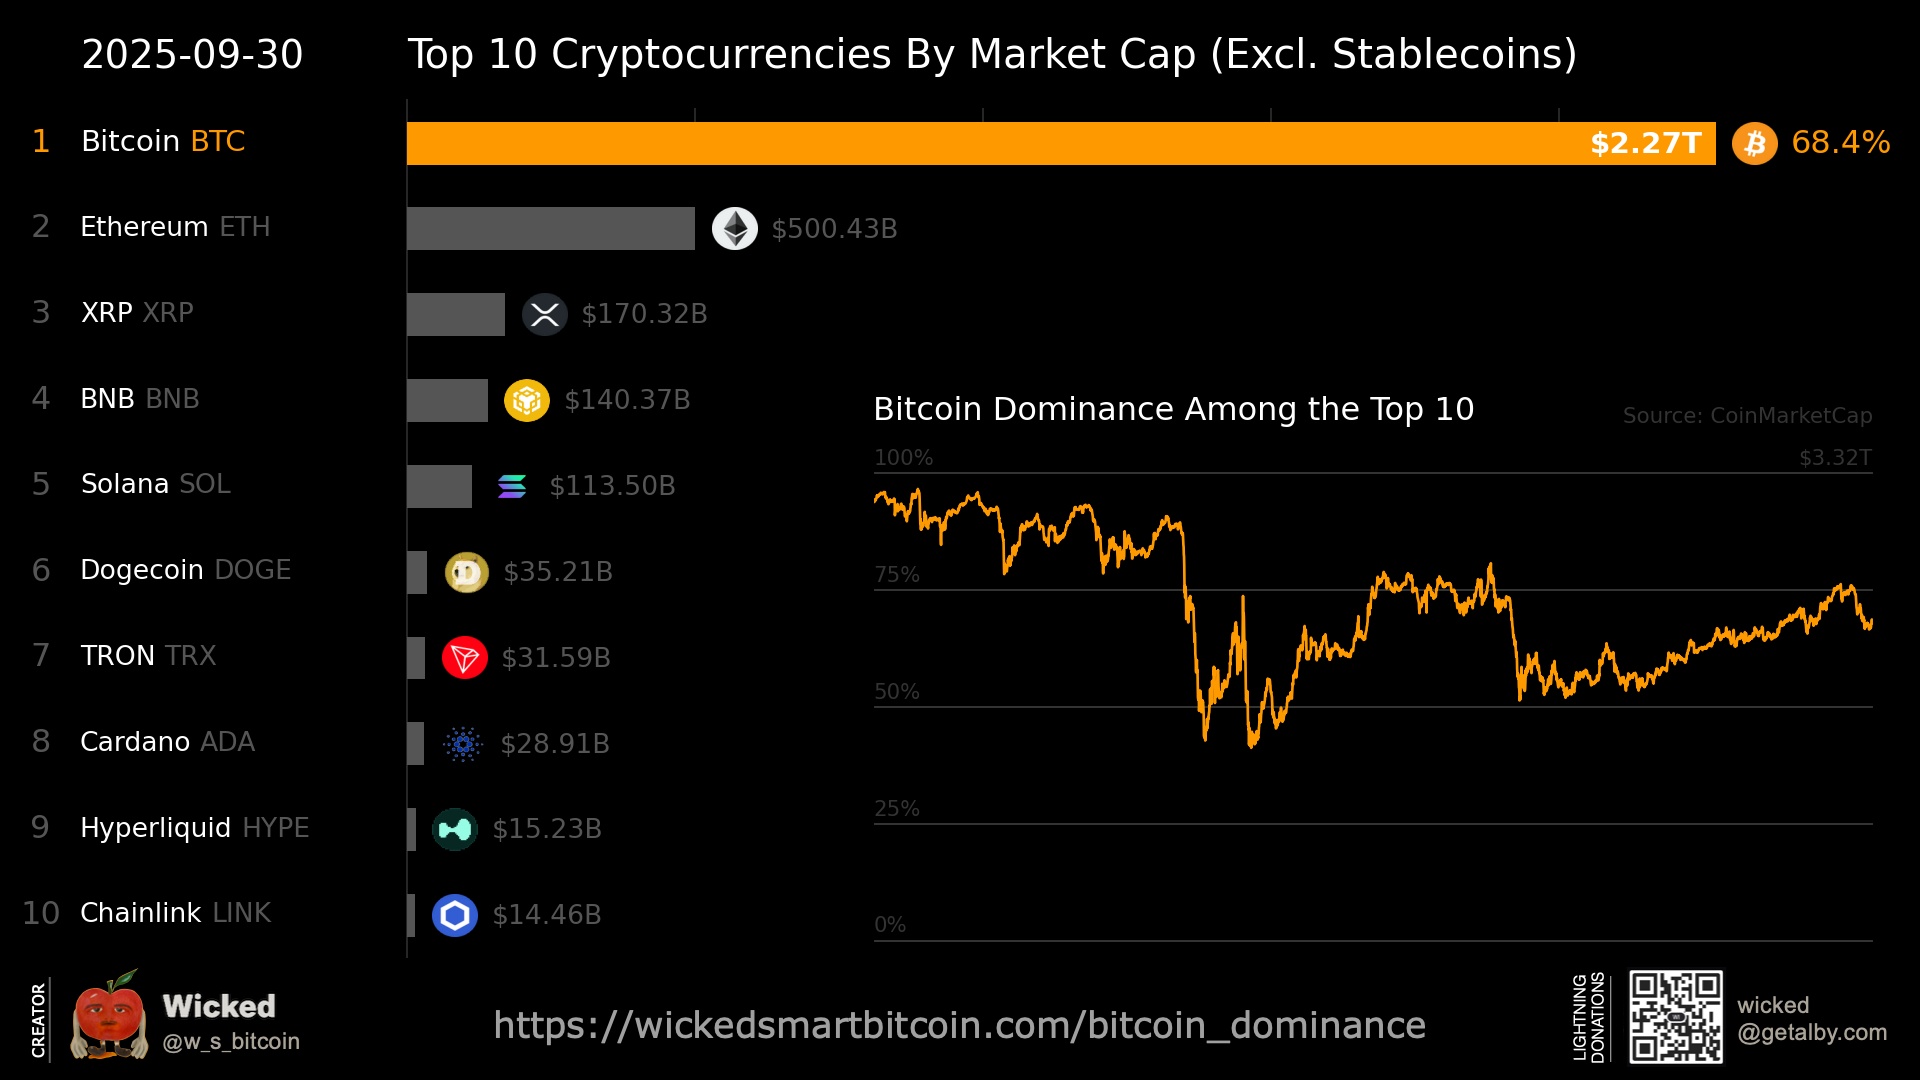 2025-09-30
Top 10 Cryptocurrencies By Market Cap (Excl. Stablecoins)
1 Bitcoin BTC $2.27T 68.4%
2 Ethereum ETH $500.43B
3 XRP XRP $170.32B
4 BNB BNB $140.37B
5 Solana SOL $113.50B
6 Dogecoin DOGE $35.21B
7 TRON TRX $31.59B
8 Cardano ADA $28.91B
9 Hyperliquid HYPE $15.23B
10 Chainlink LINK $14.46B
Bitcoin Dominance Among the Top 10
Source: CoinMarketCap
100% $3.32T
75%
50%
25%
0%
CREATOR
Wicked
@w_s_bitcoin
https://wickedsmartbitcoin.com/bitcoin_dominance
LIGHTNING
DONATIONS
wicked
@getalby.com